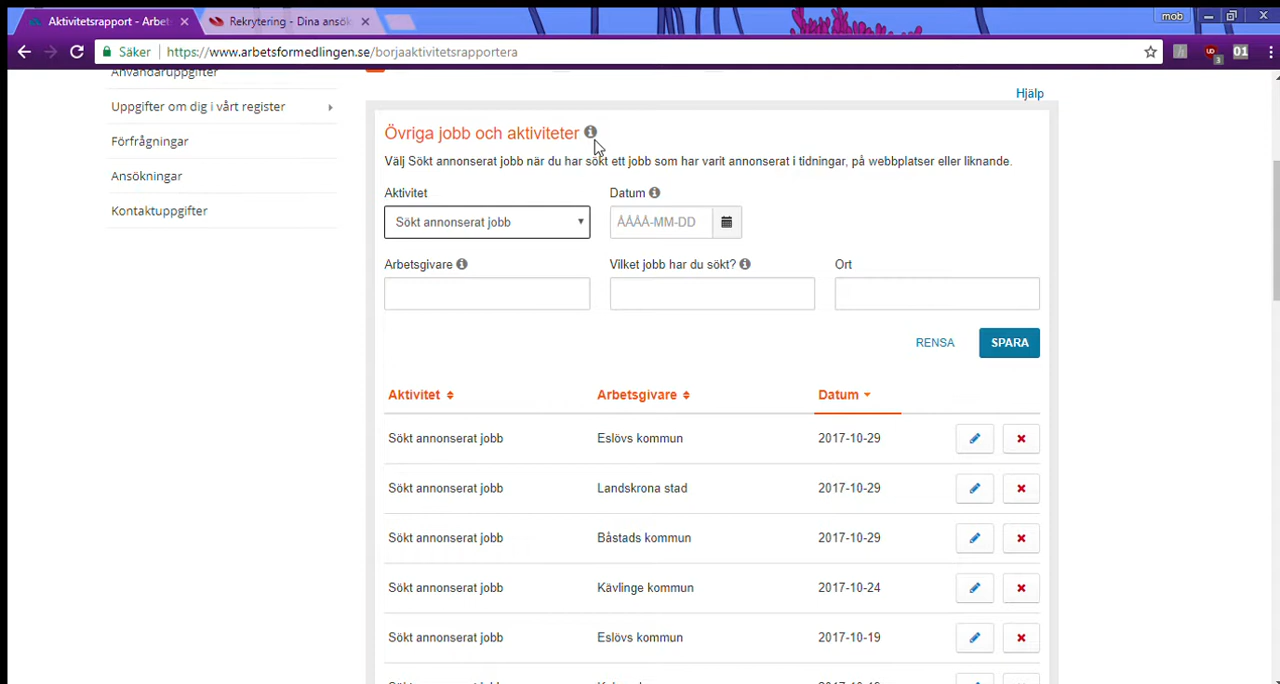 Aktivitetsrapport - Arbet
Rekrytering - Dina ansök
mob
Säker
https://www.arbetsformedlingen.se/borjaaktivitetsrapportera
UD
3
01
Användaruppgifter
Uppgifter om dig i vårt register
Förfrågningar
Ansökningar
Kontaktuppgifter
Hjälp
Övriga jobb och aktiviteter
Välj Sökt annonserat jobb när du har sökt ett jobb som har varit annonserat i tidningar, på webbplatser eller liknande.
Aktivitet Datum
Sökt annonserat jobb ÅÅÅÅ-MM-DD
Arbetsgivare Vilket jobb har du sökt? Ort
RENSA SPARA
Aktivitet Arbetsgivare Datum
Sökt annonserat jobb Eslövs kommun 2017-10-29
Sökt annonserat jobb Landskrona stad 2017-10-29
Sökt annonserat jobb Båstads kommun 2017-10-29
Sökt annonserat jobb Kävlinge kommun 2017-10-24
Sökt annonserat jobb Eslövs kommun 2017-10-19